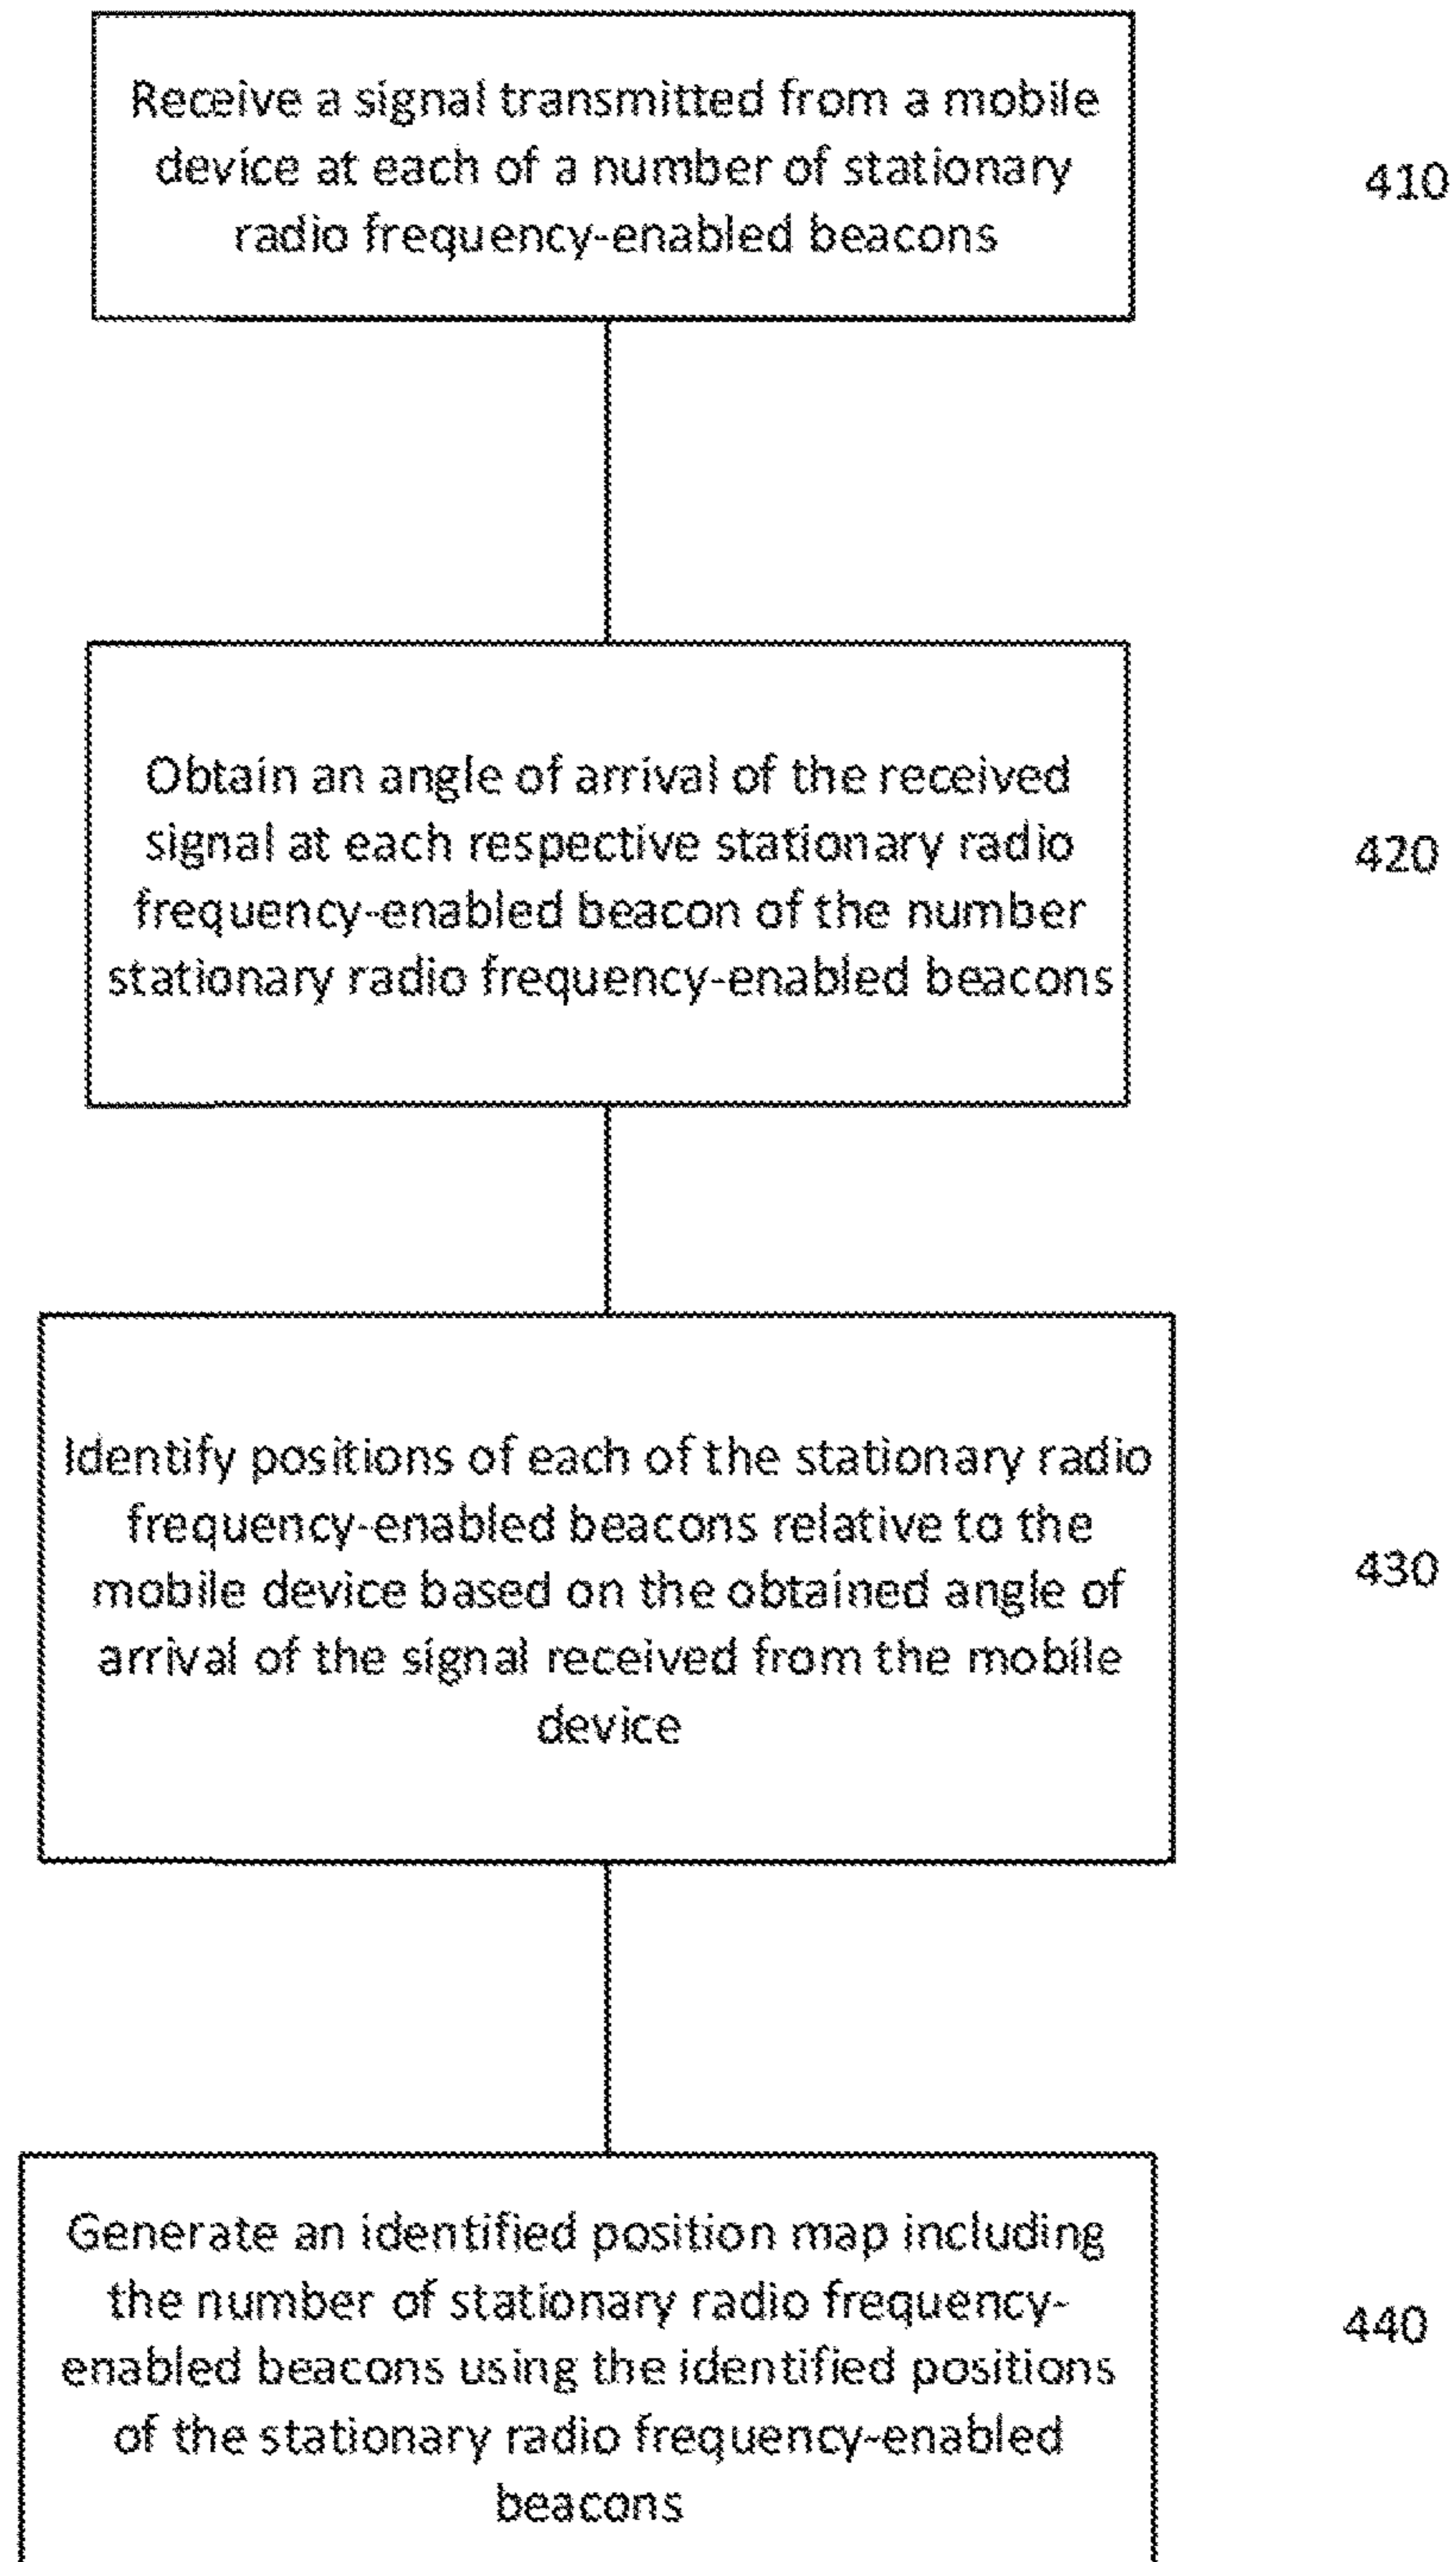 Receive a signal transmitted from a mobile
device at each of a number of stationary
radio frequency-enabled beacons
410
Obtain an angle of arrival of the received
signal at each respective stationary radio
frequency-enabled beacon of the number
stationary radio frequency-enabled beacons
420
Identify positions of each of the stationary radio
frequency-enabled beacons relative to the
mobile device based on the obtained angle of
arrival of the signal received from the mobile
device
430
Generate an identified position map including
the number of stationary radio frequency-
enabled beacons using the identified positions
of the stationary radio frequency-enabled
beacons
440